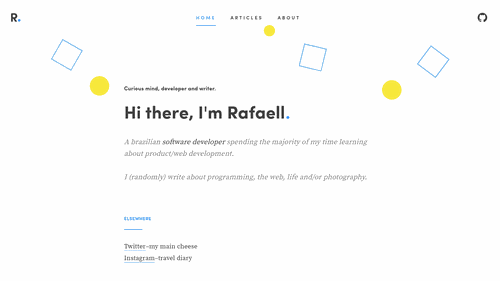 R.
HOME ARTICLES ABOUT
Curious mind, developer and writer.
Hi there, I'm Rafaell.
A brazilian software developer spending the majority of my time learning
about product/web development.
I (randomly) write about programming, the web, life and/or photography.
ELSEWHERE
Twitter–my main cheese
Instagram–travel diary